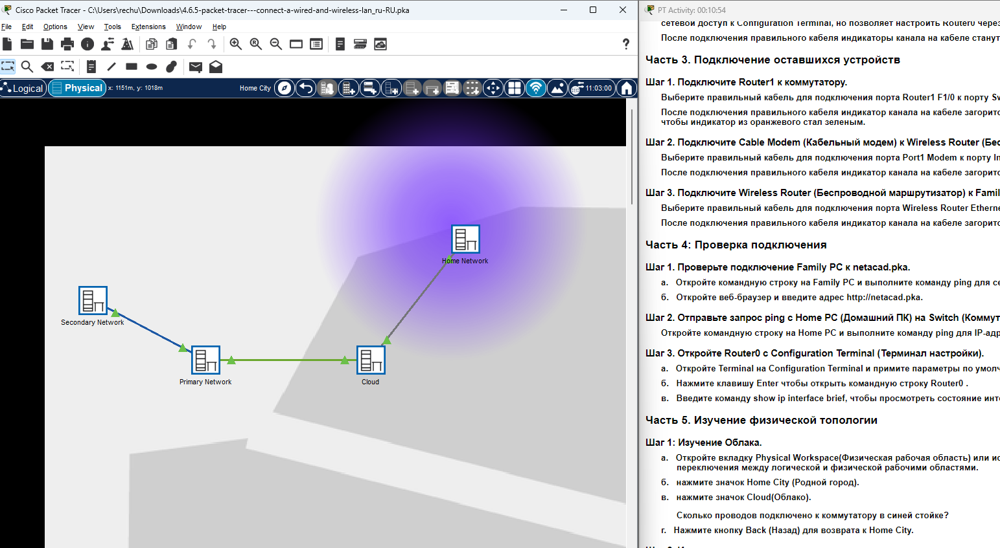 Cisco Packet Tracer - C:\Users\rechu\Downloads\4.6.5-packet-tracer---connect-a-wired-and-wireless-lan_ru-RU.pka
File Edit Options View Tools Extensions Window Help
Logical Physical x: 1151m, y: 1018m Home City 11:03:00
Home Network
Secondary Network
Primary Network
Cloud
PT Activity: 00:10:54
сетевой доступ к Configuration Terminal, но позволяет настроить Router0 через
После подключения правильного кабеля индикаторы канала на кабеле станут
Часть 3. Подключение оставшихся устройств
Шаг 1. Подключите Router1 к коммутатору.
Выберите правильный кабель для подключения порта Router1 F1/0 к порту Sw
После подключения правильного кабеля индикатор канала на кабеле загорито
чтобы индикатор из оранжевого стал зеленым.
Шаг 2. Подключите Cable Modem (Кабельный модем) к Wireless Router (Бес
Выберите правильный кабель для подключения порта Port1 Modem к порту In
После подключения правильного кабеля индикатор канала на кабеле загорито
Шаг 3. Подключите Wireless Router (Беспроводной маршрутизатор) к Famil
Выберите правильный кабель для подключения порта Wireless Router Etherne
После подключения правильного кабеля индикатор канала на кабеле загорито
Часть 4: Проверка подключения
Шаг 1. Проверьте подключение Family PC к netacad.pka.
а. Откройте командную строку на Family PC и выполните команду ping для се
б. Откройте веб-браузер и введите адрес http://netacad.pka.
Шаг 2. Отправьте запрос ping с Home PC (Домашний ПК) на Switch (Коммут
Откройте командную строку на Home PC и выполните команду ping для IP-адр
Шаг 3. Откройте Router0 с Configuration Terminal (Терминал настройки).
а. Откройте Terminal на Configuration Terminal и примите параметры по умолч
б. Нажмите клавишу Enter чтобы открыть командную строку Router0 .
в. Введите команду show ip interface brief, чтобы просмотреть состояние инт
Часть 5. Изучение физической топологии
Шаг 1: Изучение Облака.
а. Откройте вкладку Physical Workspace(Физическая рабочая область) или ис
переключения между логической и физической рабочими областями.
б. нажмите значок Home City (Родной город).
в. нажмите значок Cloud(Облако).
Сколько проводов подключено к коммутатору в синей стойке?
г. Нажмите кнопку Back (Назад) для возврата к Home City.